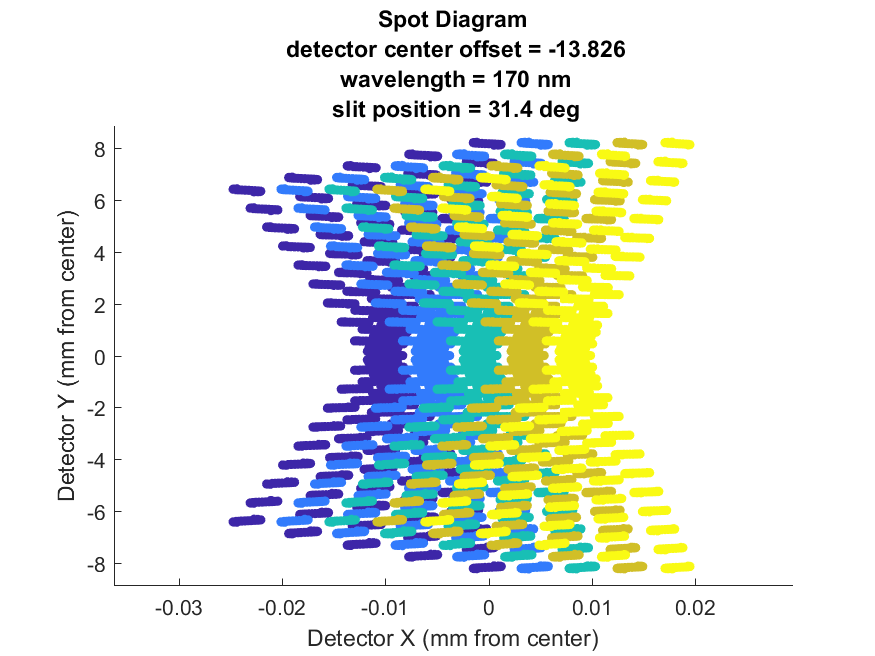 Spot Diagram
detector center offset = -13.826
wavelength = 170 nm
slit position = 31.4 deg
8
6
4
2
0
-2
-4
-6
-8
Detector Y (mm from center)
-0.03 -0.02 -0.01 0 0.01 0.02
Detector X (mm from center)